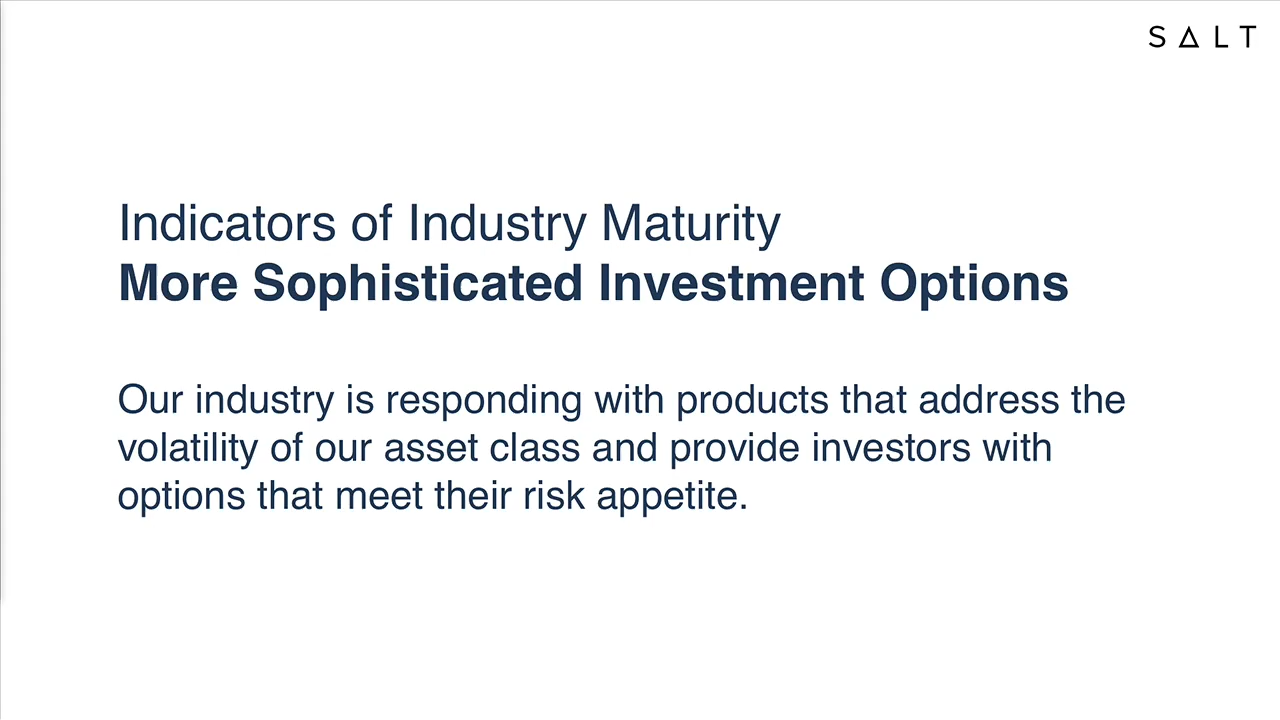 SALT
Indicators of Industry Maturity
More Sophisticated Investment Options
Our industry is responding with products that address the
volatility of our asset class and provide investors with
options that meet their risk appetite.